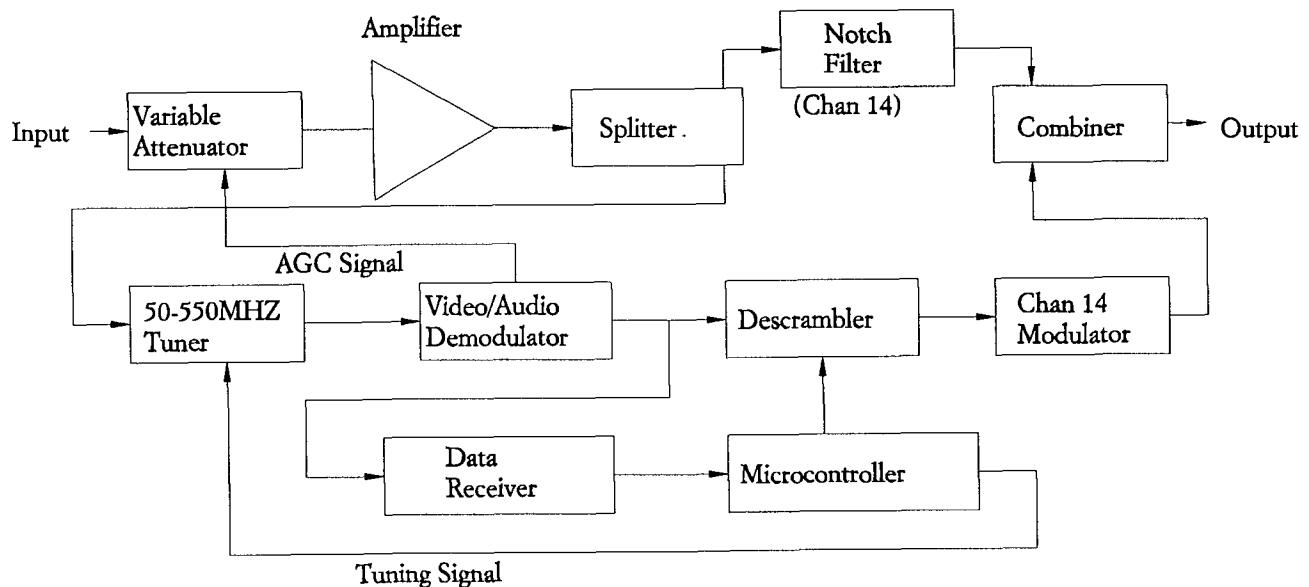 Amplifier
Notch
Filter
(Chan 14)
Input
Variable
Attenuator
Splitter .
Combiner
Output
AGC Signal
50-550MHZ
Tuner
Video/Audio
Demodulator
Descrambler
Chan 14
Modulator
Data
Receiver
Microcontroller
Tuning Signal